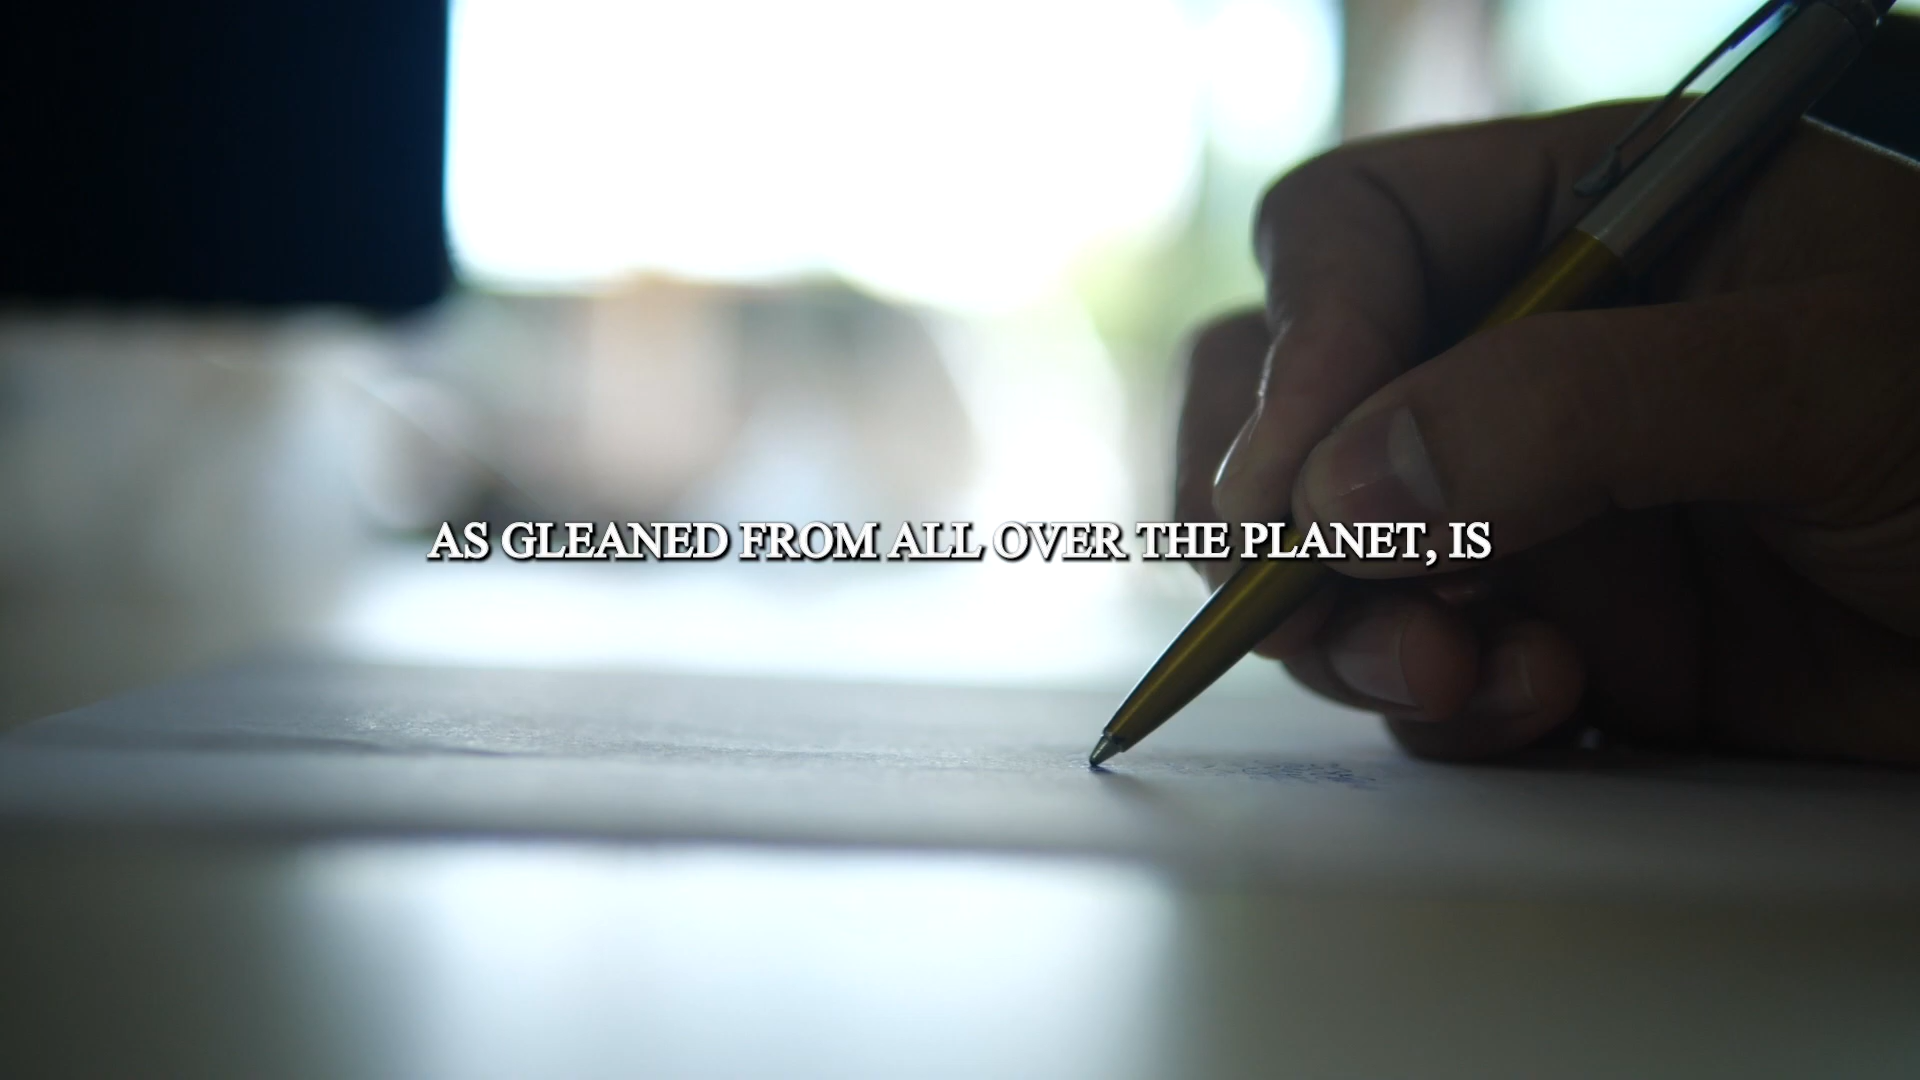 AS GLEANED FROM ALL OVER THE PLANET, IS